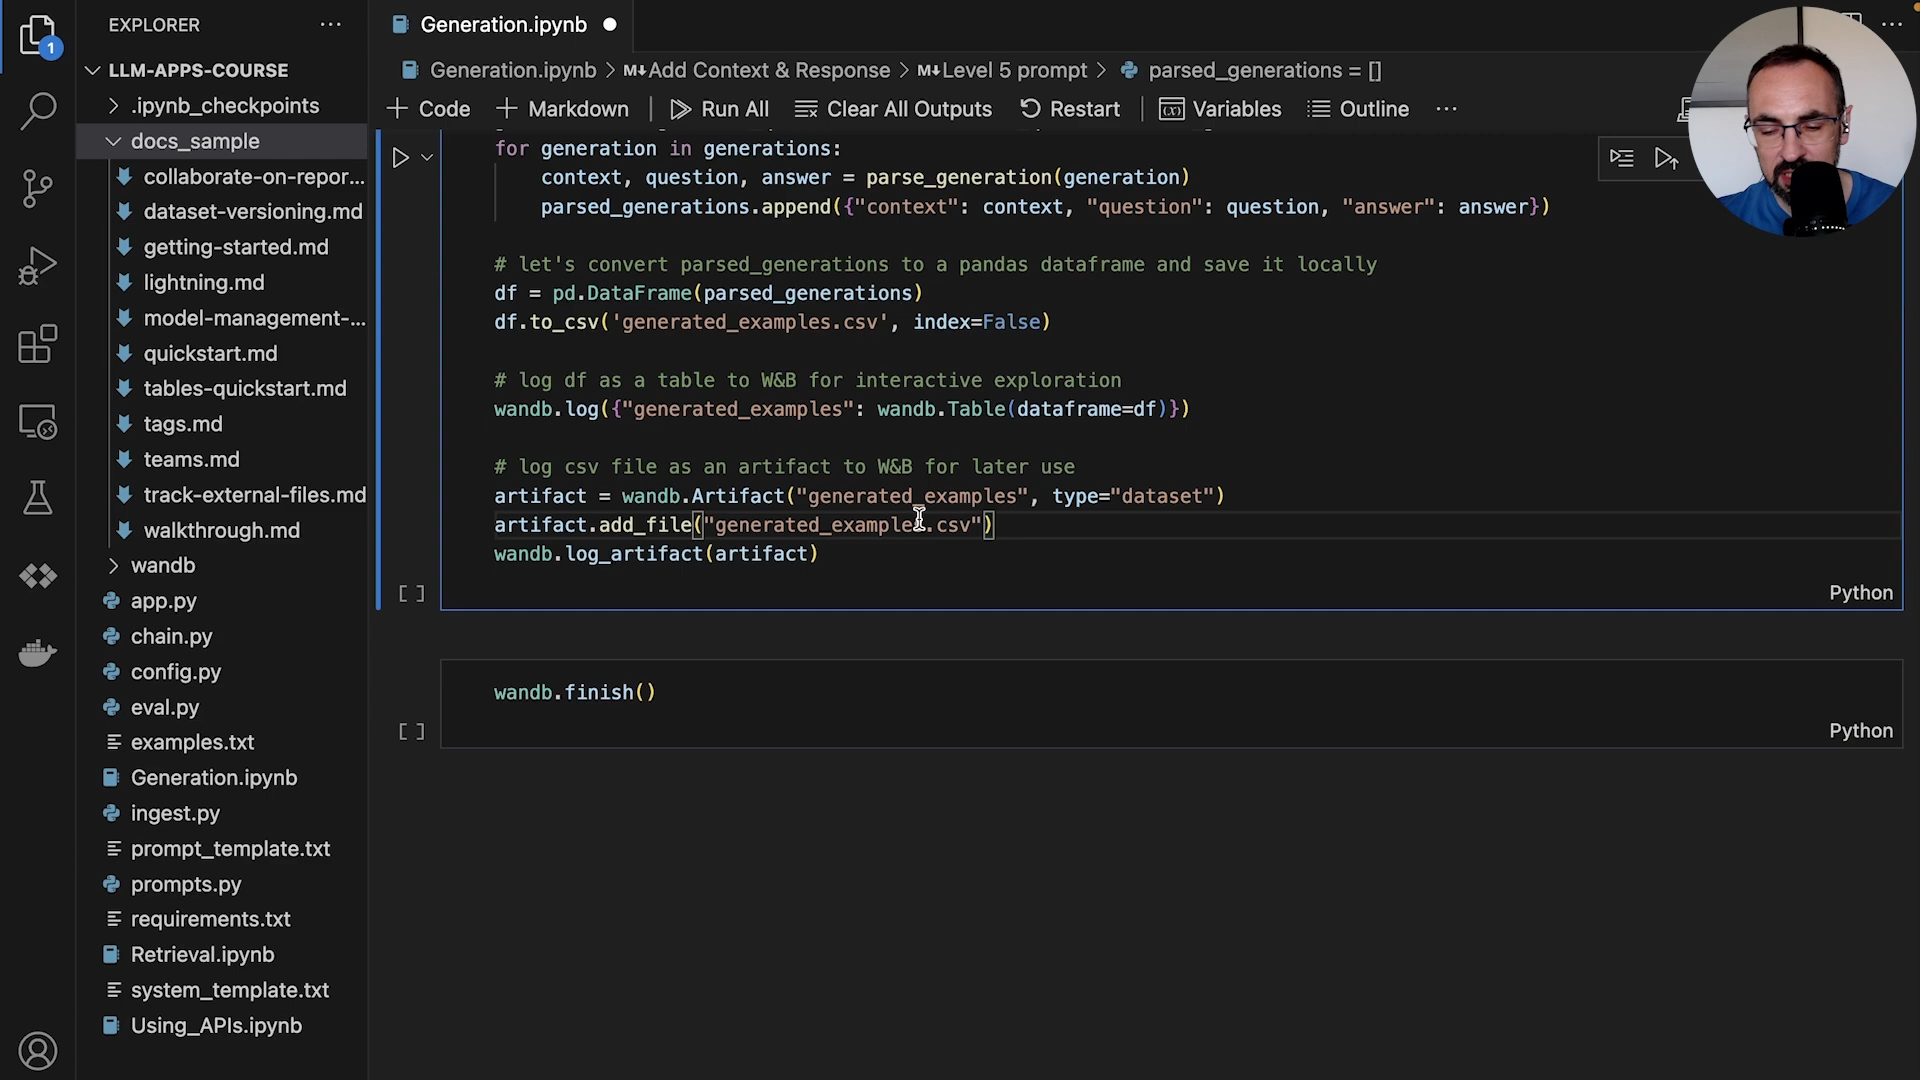 EXPLORER
1
LLM-APPS-COURSE
.ipynb_checkpoints
docs_sample
collaborate-on-repor...
dataset-versioning.md
getting-started.md
lightning.md
model-management-...
quickstart.md
tables-quickstart.md
tags.md
teams.md
track-external-files.md
walkthrough.md
wandb
app.py
chain.py
config.py
eval.py
examples.txt
Generation.ipynb
ingest.py
prompt_template.txt
prompts.py
requirements.txt
Retrieval.ipynb
system_template.txt
Using_APIs.ipynb
Generation.ipynb
Generation.ipynb > M↓Add Context & Response > M↓Level 5 prompt > parsed_generations = []
+ Code + Markdown | Run All Clear All Outputs Restart | Variables Outline ...
for generation in generations:
context, question, answer = parse_generation(generation)
parsed_generations.append({"context": context, "question": question, "answer": answer})
# let's convert parsed_generations to a pandas dataframe and save it locally
df = pd.DataFrame(parsed_generations)
df.to_csv('generated_examples.csv', index=False)
# log df as a table to W&B for interactive exploration
wandb.log({"generated_examples": wandb.Table(dataframe=df)})
# log csv file as an artifact to W&B for later use
artifact = wandb.Artifact("generated_examples", type="dataset")
artifact.add_file("generated_examples.csv")
wandb.log_artifact(artifact)
[ ]
Python
wandb.finish()
[ ]
Python